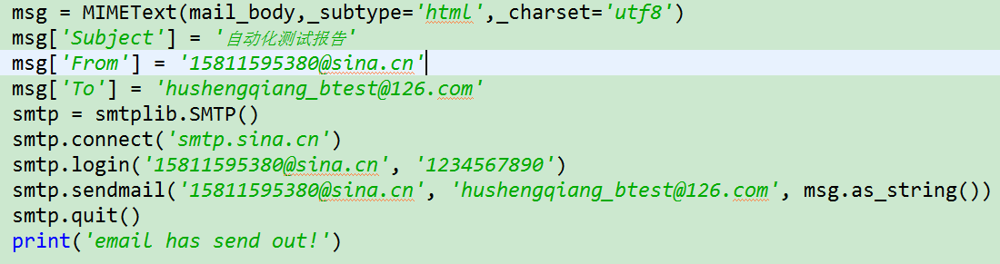 msg = MIMEText(mail_body,_subtype='html',_charset='utf8')
msg['Subject'] = '自动化测试报告'
msg['From'] = '15811595380@sina.cn'
msg['To'] = 'hushengqiang_btest@126.com'
smtp = smtplib.SMTP()
smtp.connect('smtp.sina.cn')
smtp.login('15811595380@sina.cn', '1234567890')
smtp.sendmail('15811595380@sina.cn', 'hushengqiang_btest@126.com', msg.as_string())
smtp.quit()
print('email has send out!')